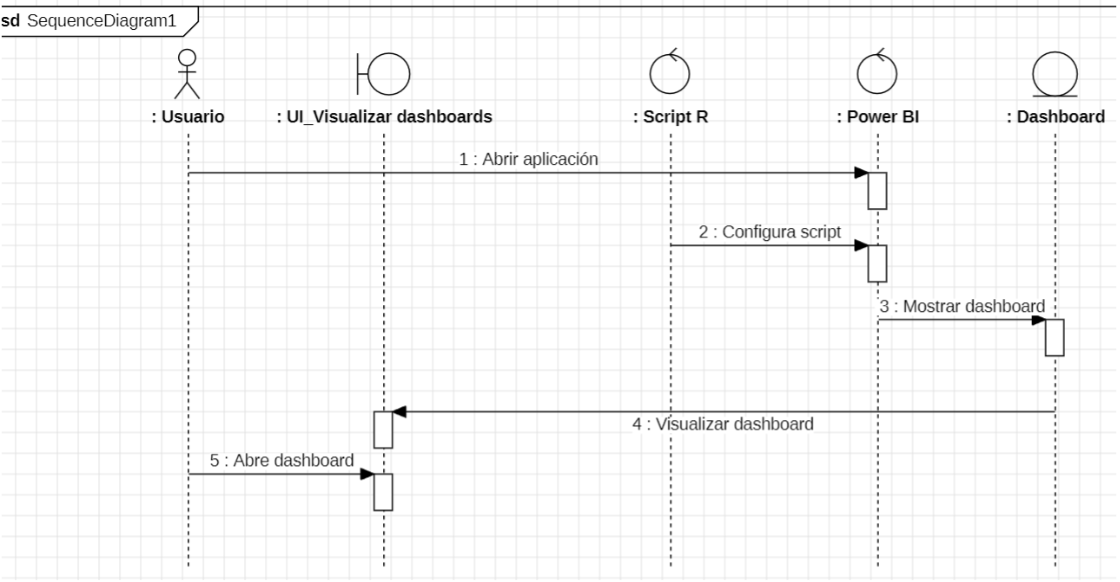 sd SequenceDiagram1
: Usuario
: UI_Visualizar dashboards
: Script R
: Power BI
: Dashboard
1 : Abrir aplicación
2 : Configura script
3 : Mostrar dashboard
4 : Visualizar dashboard
5 : Abre dashboard